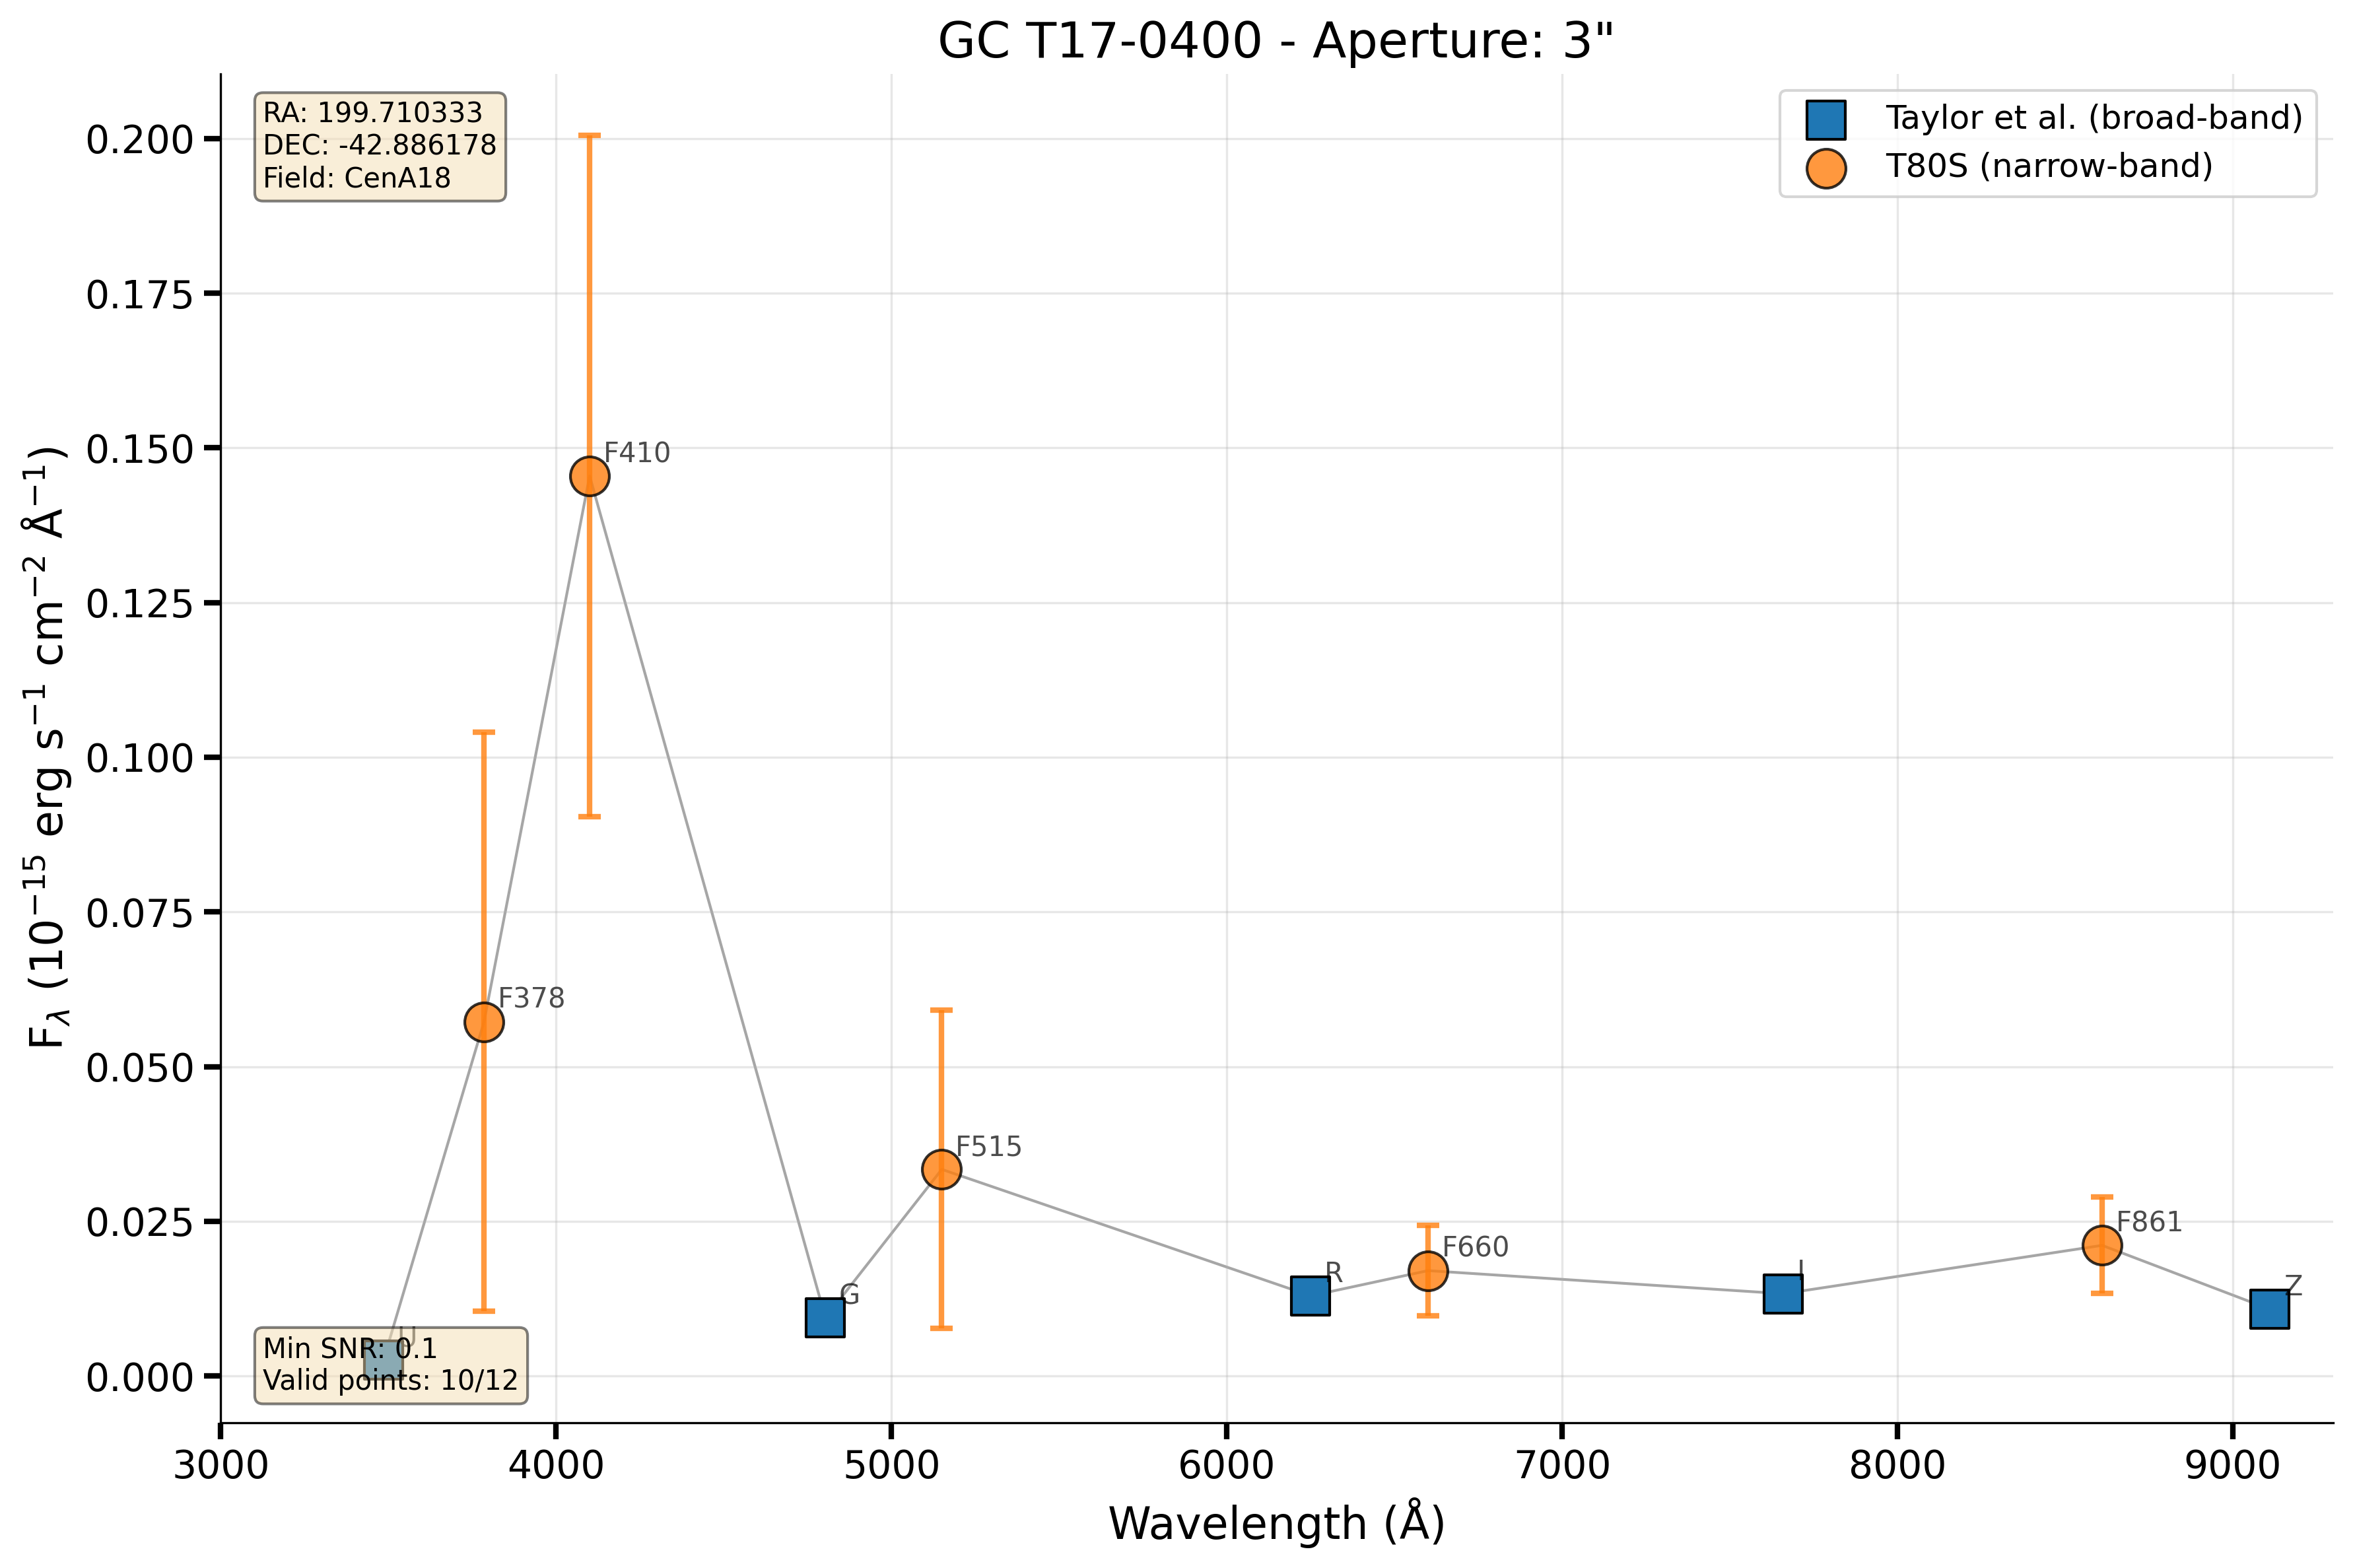 GC T17-0400 - Aperture: 3"
RA: 199.710333
DEC: -42.886178
Field: CenA18
Taylor et al. (broad-band)
T80S (narrow-band)
F_λ (10⁻¹⁵ erg s⁻¹ cm⁻² Å⁻¹)
0.200
0.175
0.150
0.125
0.100
0.075
0.050
0.025
0.000
F410
F378
F515
F660
F861
G
R
I
Z
U
Min SNR: 0.1
Valid points: 10/12
3000
4000
5000
6000
7000
8000
9000
Wavelength (Å)